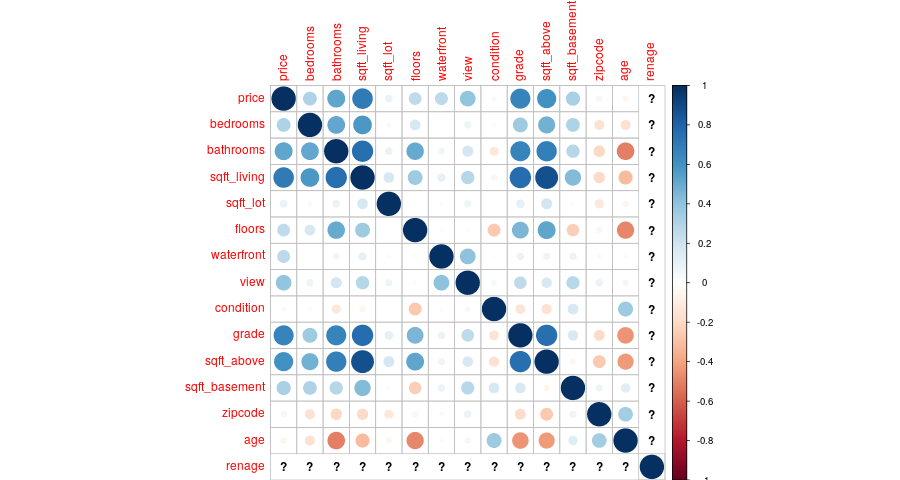 price
bedrooms
bathrooms
sqft_living
sqft_lot
floors
waterfront
view
condition
grade
sqft_above
sqft_basement
zipcode
age
renage
price ?
bedrooms ?
bathrooms ?
sqft_living ?
sqft_lot ?
floors ?
waterfront ?
view ?
condition ?
grade ?
sqft_above ?
sqft_basement ?
zipcode ?
age ?
renage ? ? ? ? ? ? ? ? ? ? ? ? ? ?
1
0.8
0.6
0.4
0.2
0
-0.2
-0.4
-0.6
-0.8
-1